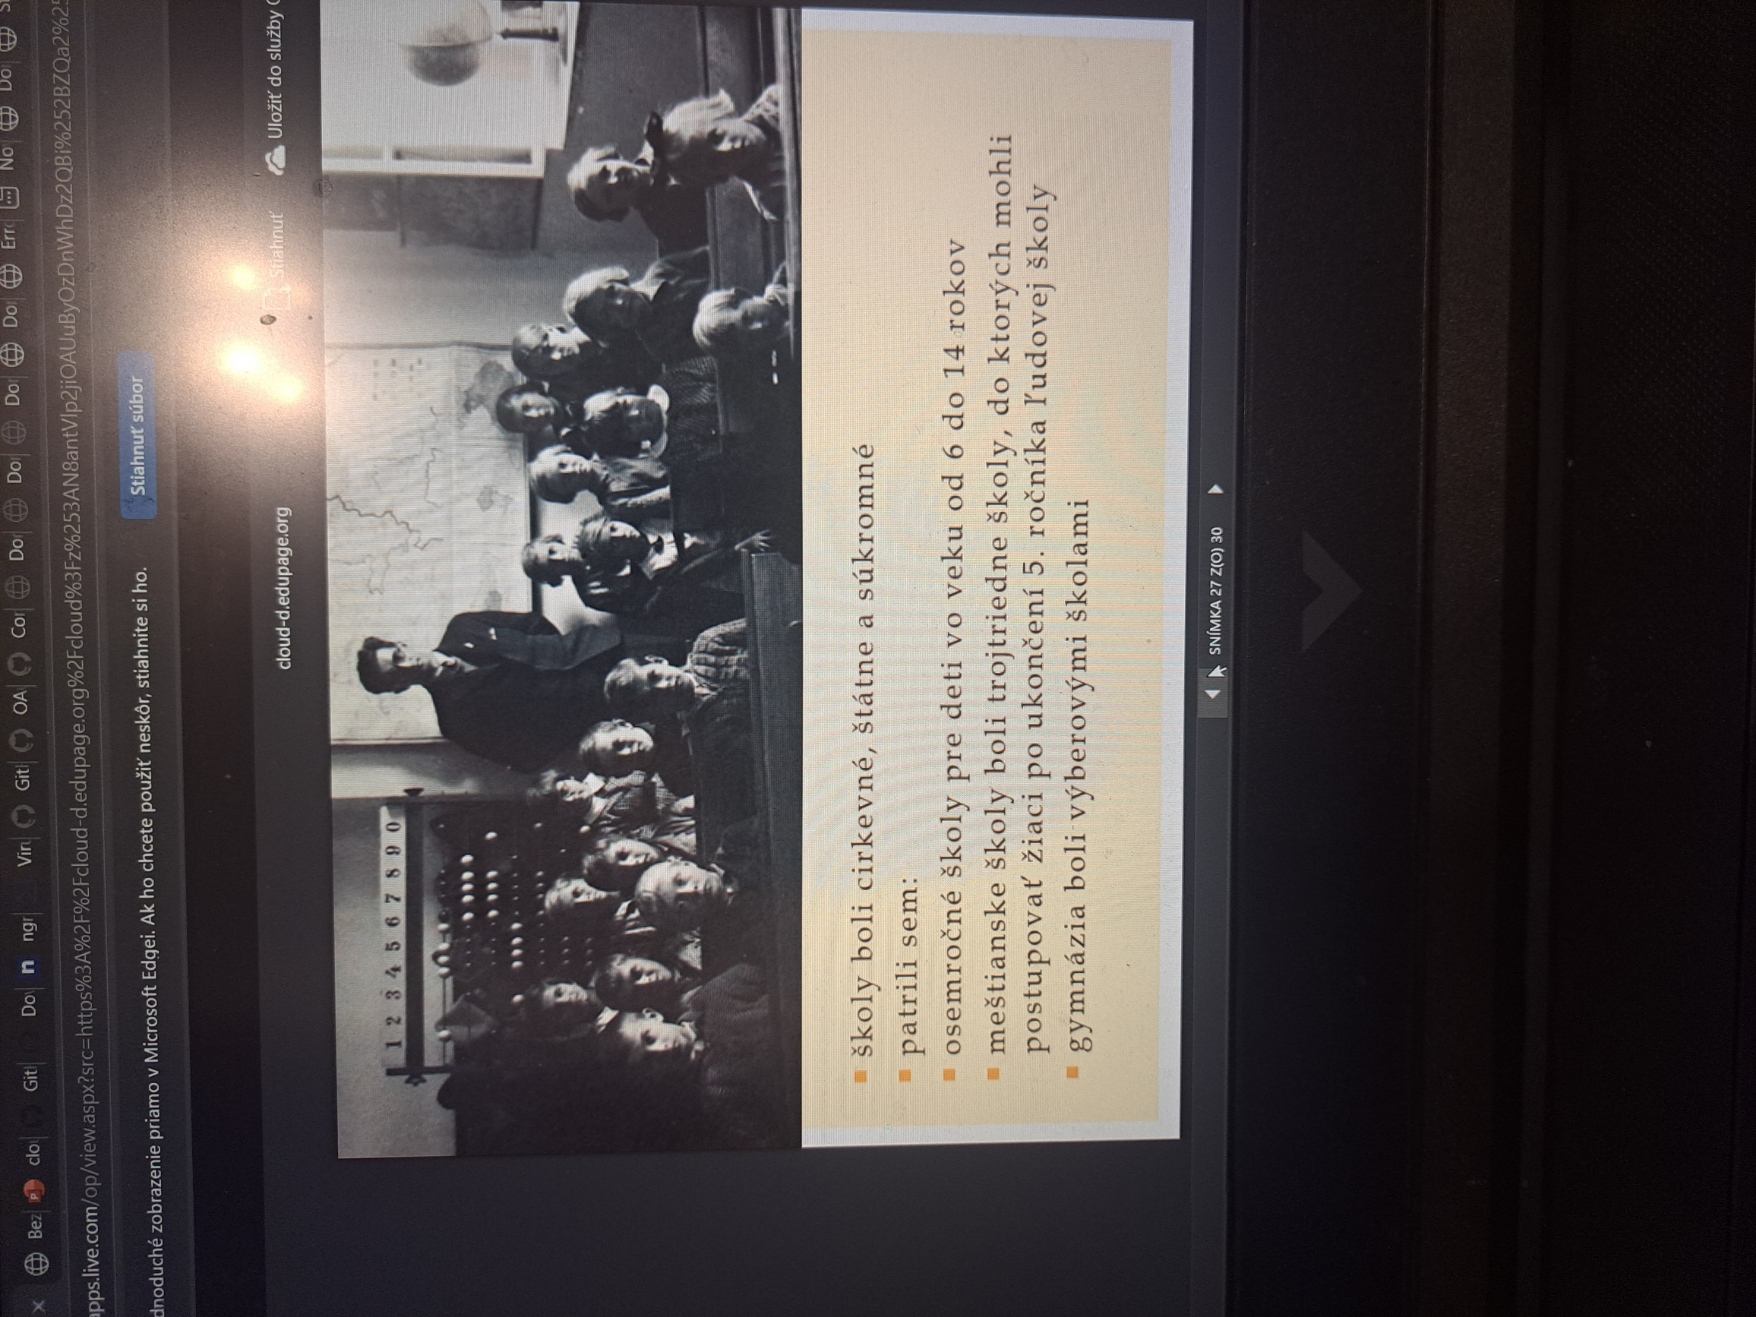 Bez
clo
Git
Do
n
ngr
Vir
Git
OA
Cor
Do
Do
Do
Do
Err
No
Do
apps.live.com/op/view.aspx?src=https%3A%2F%2Fcloud-d.edupage.org%2Fcloud%3Fz%253AN8antVlp2jiOAUuByOzDnWhDz2QBi%252BZQa2%25
dnoduché zobrazenie priamo v Microsoft Edgei. Ak ho chcete použiť neskôr, stiahnite si ho.
Stiahnuť súbor
cloud-d.edupage.org
Stiahnuť
Uložiť do služby
1 2 3 4 5 6 7 8 9 0
školy boli cirkevné, štátne a súkromné
patrili sem:
osemročné školy pre deti vo veku od 6 do 14 rokov
meštianske školy boli trojtriedne školy, do ktorých mohli
postupovať žiaci po ukončení 5. ročníka ľudovej školy
gymnázia boli výberovými školami
SNÍMKA 27 Z(O) 30